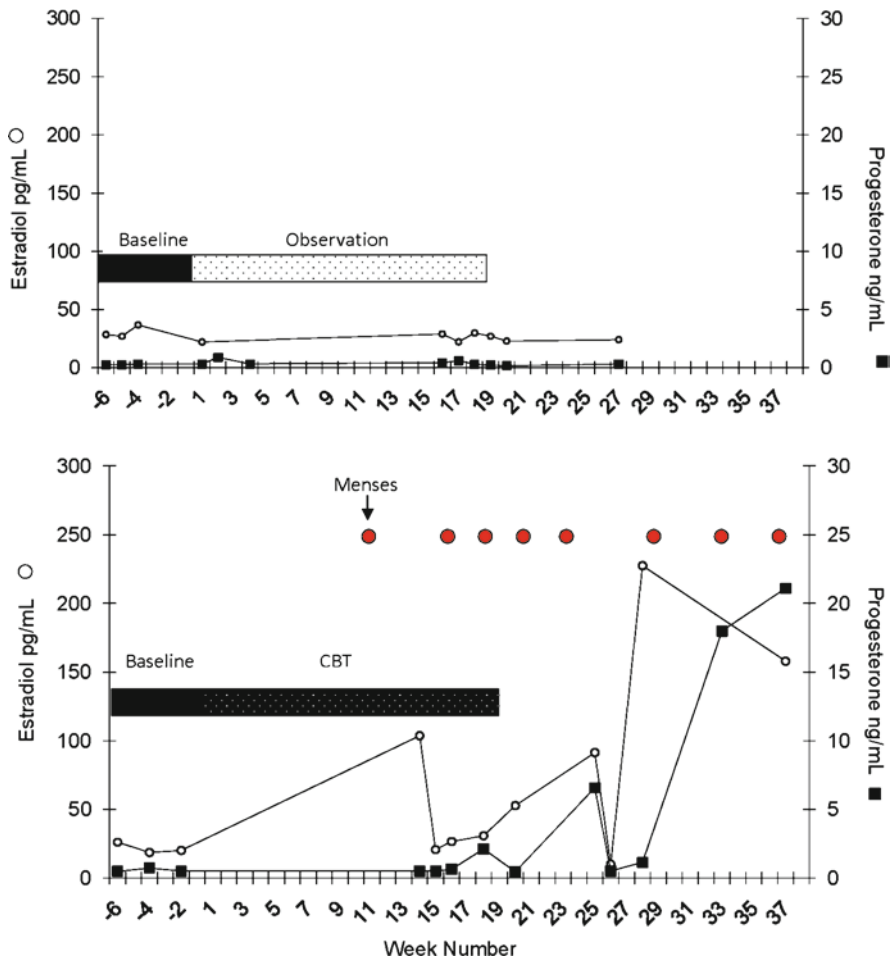 300
250
200
150
100
50
0
Estradiol pg/mL
30
25
20
15
10
5
0
Progesterone ng/mL
Baseline
Observation
-6 -4 -2 1 3 5 7 9 11 13 15 17 19 21 23 25 27 29 31 33 35 37
300
250
200
150
100
50
0
Estradiol pg/mL
30
25
20
15
10
5
0
Progesterone ng/mL
Menses
Baseline
CBT
-6 -4 -2 1 3 5 7 9 11 13 15 17 19 21 23 25 27 29 31 33 35 37
Week Number